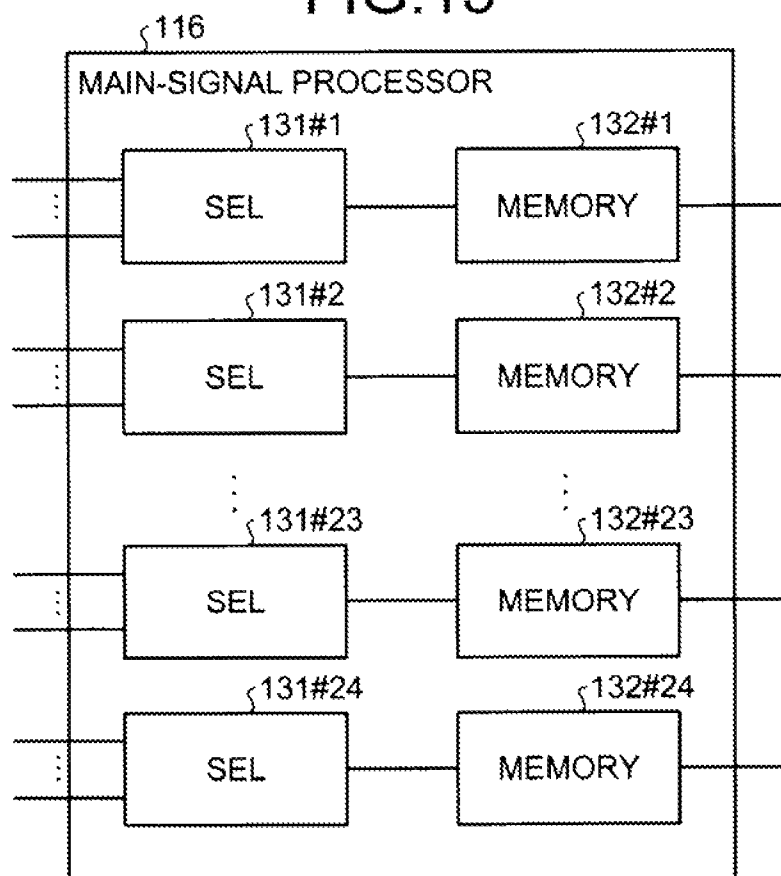 116
MAIN-SIGNAL PROCESSOR
131#1 132#1
SEL MEMORY
131#2 132#2
SEL MEMORY
131#23 132#23
SEL MEMORY
131#24 132#24
SEL MEMORY